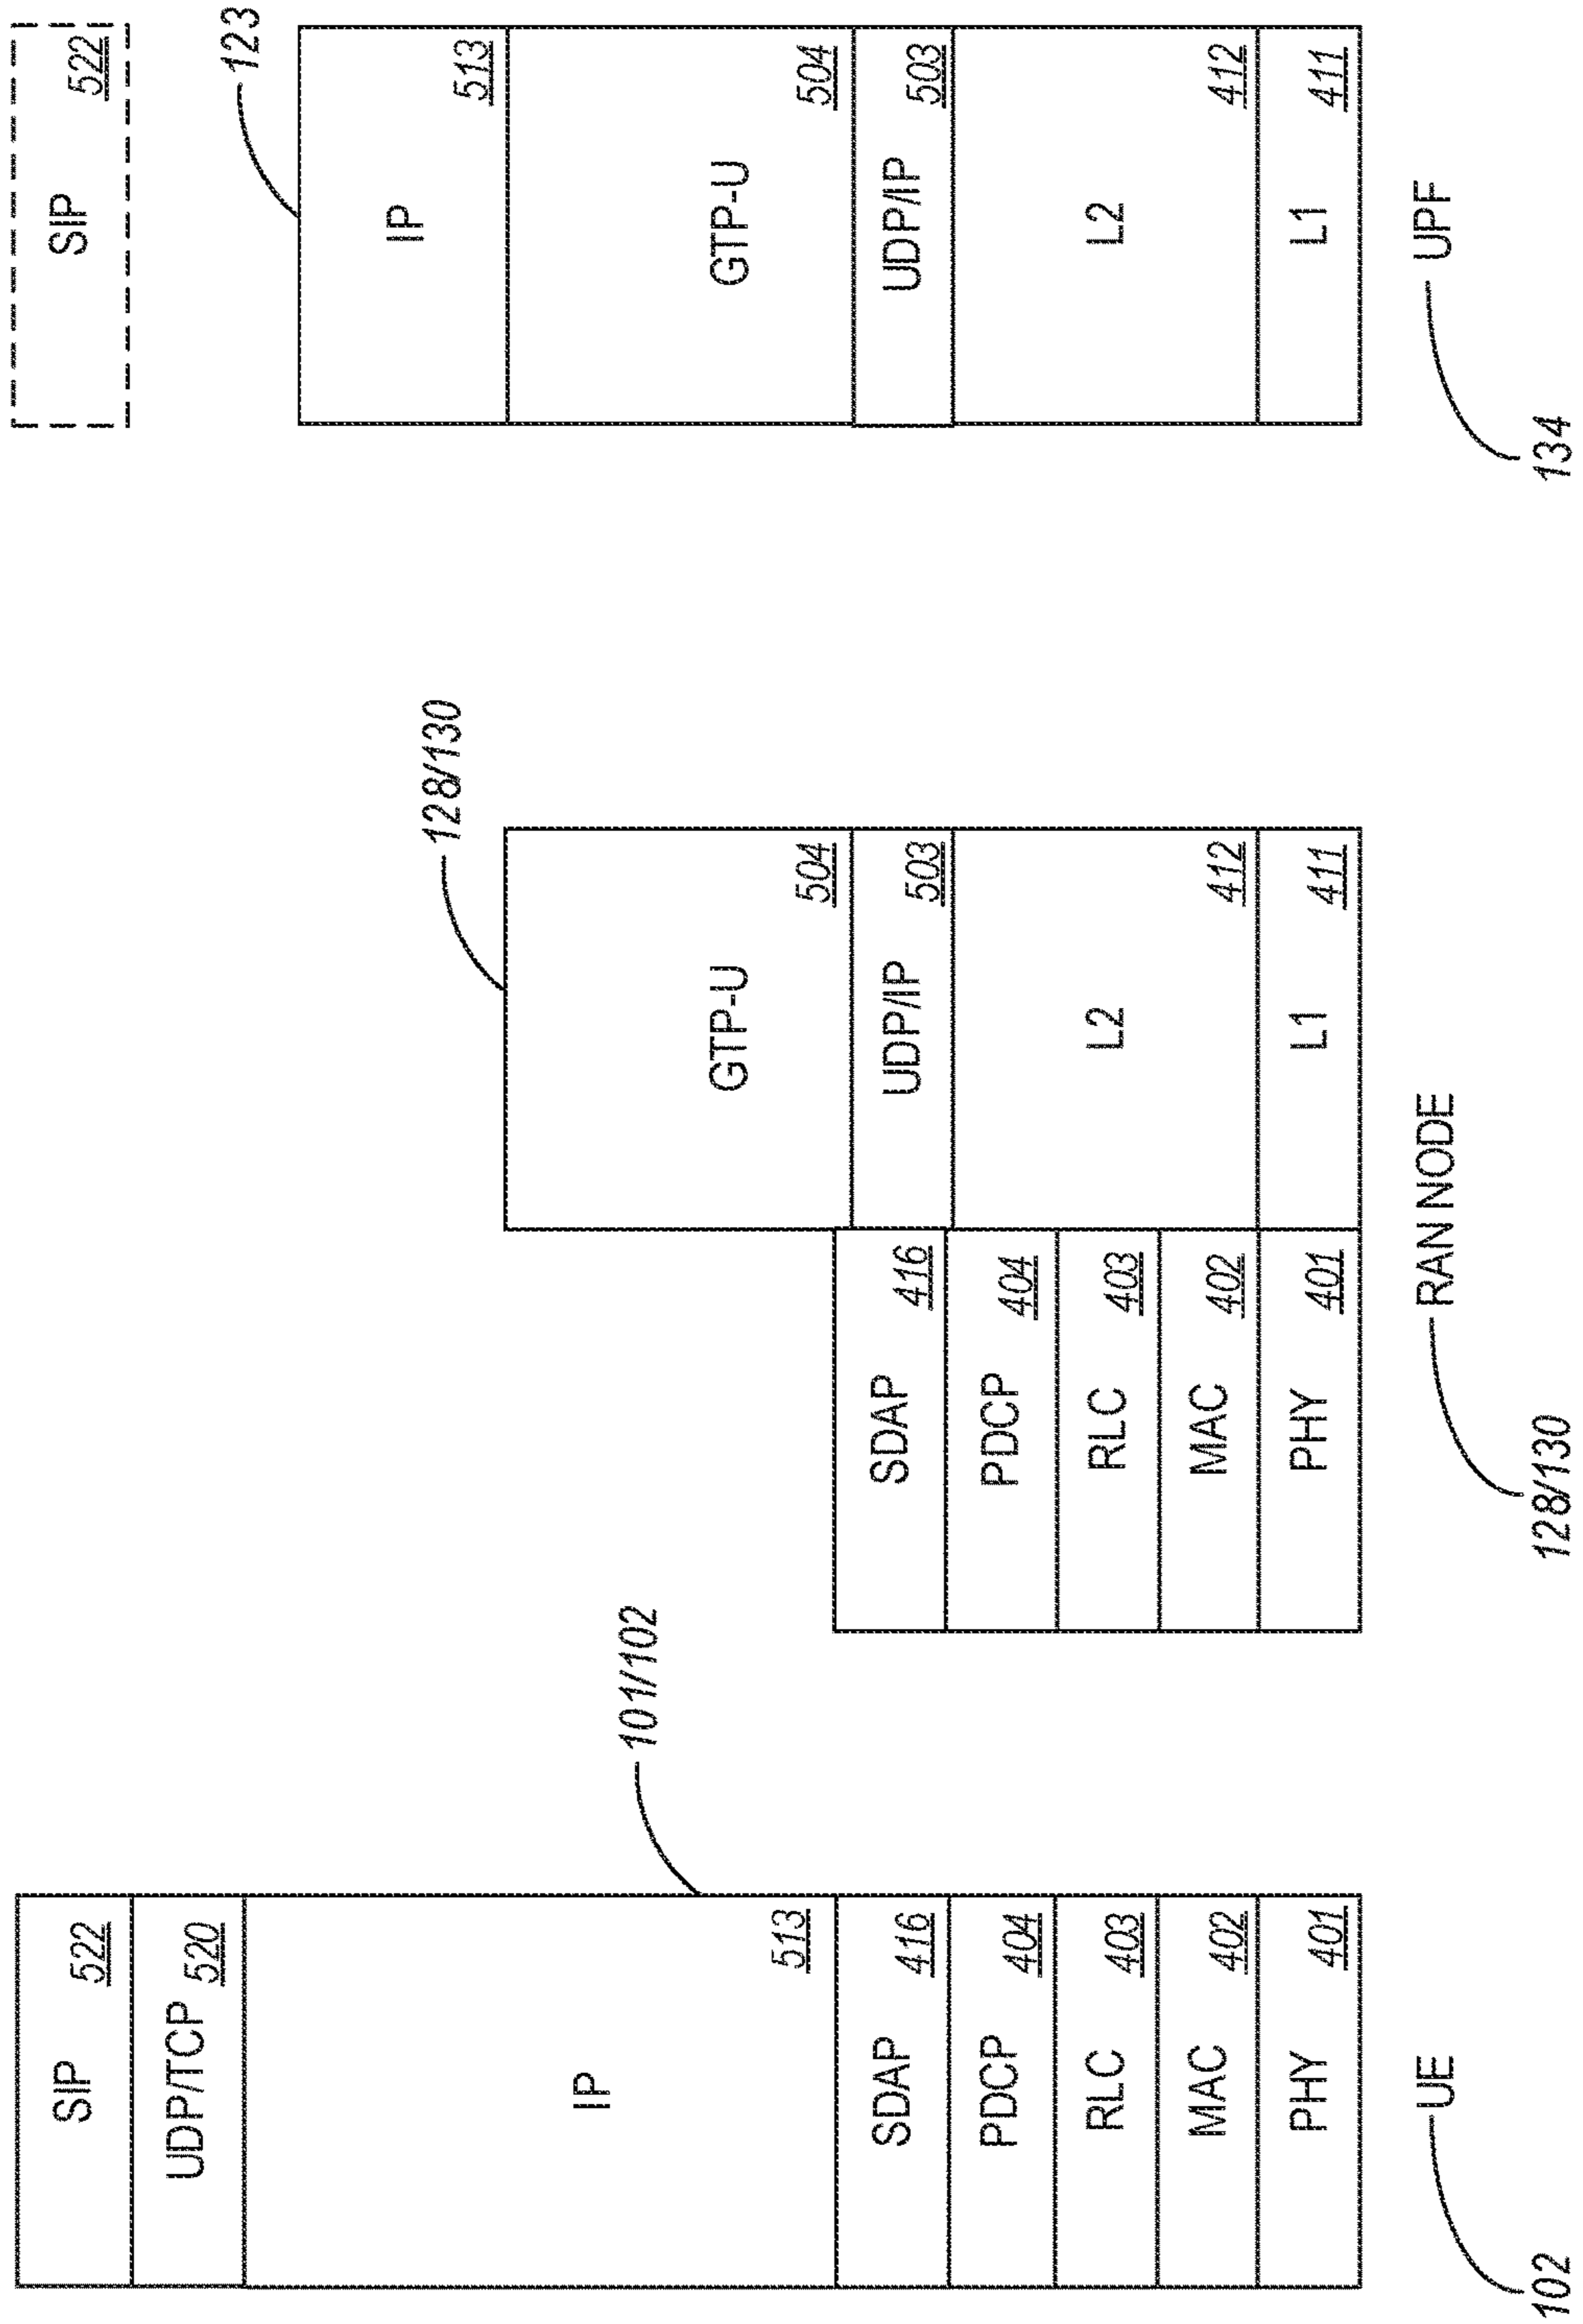 SIP 522
UDP/TCP 520
IP
513
SDAP 416
PDCP 404
RLC 403
MAC 402
PHY 401
101/102
UE
102
128/130
SDAP 416
PDCP 404
RLC 403
MAC 402
PHY 401
GTP-U
504
UDP/IP 503
L2
412
L1 411
RAN NODE
128/130
SIP 522
123
IP
513
GTP-U
504
UDP/IP 503
L2
412
L1 411
UPF
134